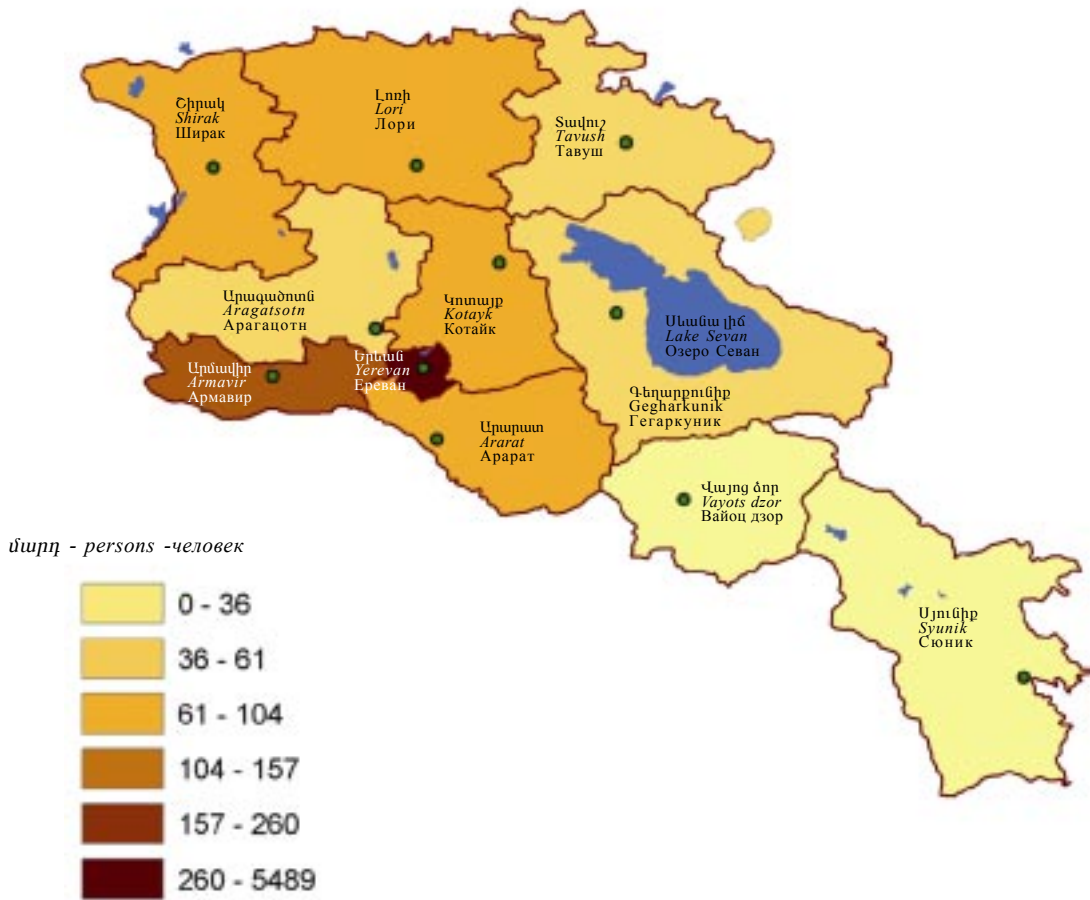 Շիրակ
Shirak
Ширак
Լոռի
Lori
Лори
Տավուշ
Tavush
Тавуш
Արագածոտն
Aragatsotn
Арагацотн
Կոտայք
Kotayk
Котайк
Սևանա լիճ
Lake Sevan
Озеро Севан
Արմավիր
Armavir
Армавир
Երևան
Yerevan
Ереван
Գեղարքունիք
Gegharkunik
Гегаркуник
Արարատ
Ararat
Арарат
Վայոց ձոր
Vayots dzor
Вайоц дзор
Սյունիք
Syunik
Сюник
մարդ - persons -человек
0 - 36
36 - 61
61 - 104
104 - 157
157 - 260
260 - 5489